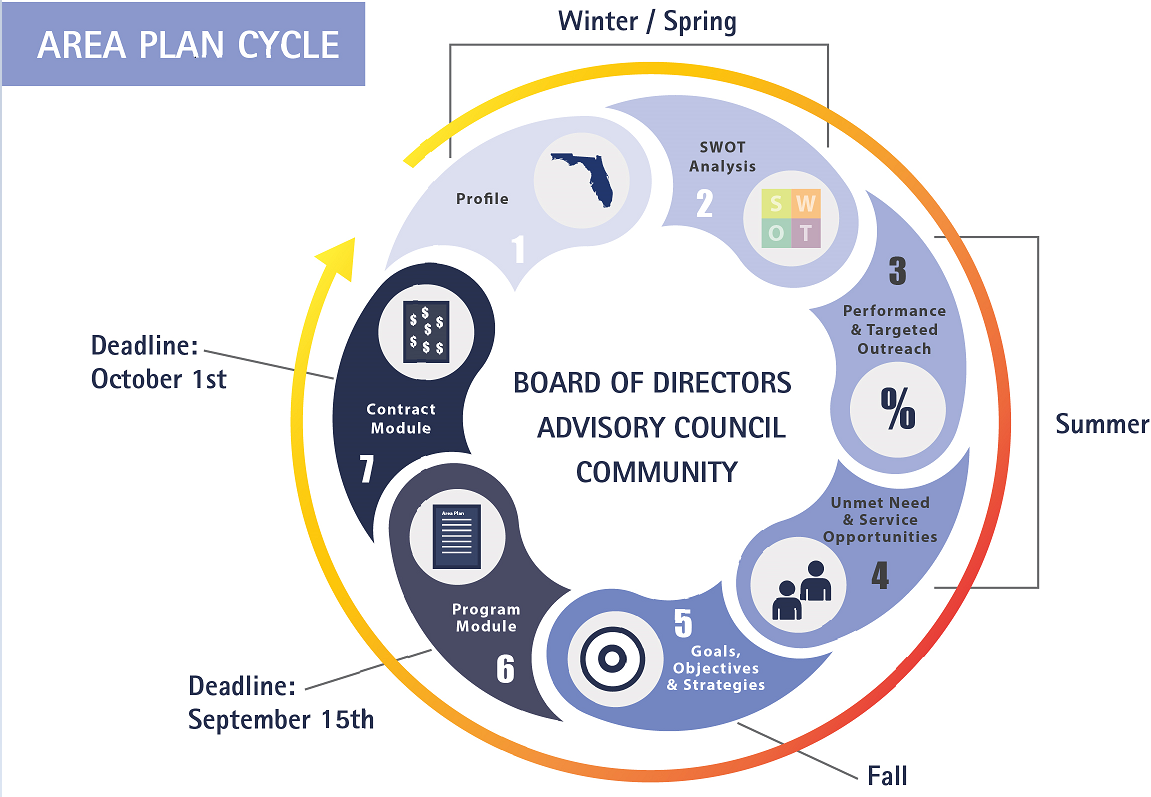 AREA PLAN CYCLE
Winter / Spring
Profile
1
SWOT
Analysis
2
S W
O T
3
Performance
& Targeted
Outreach
%
Summer
Unmet Need
& Service
Opportunities
4
5
Goals,
Objectives
& Strategies
Fall
Area Plan
Program
Module
6
Deadline:
September 15th
$ $ $
$
$ $ $
Contract
Module
7
Deadline:
October 1st
BOARD OF DIRECTORS
ADVISORY COUNCIL
COMMUNITY